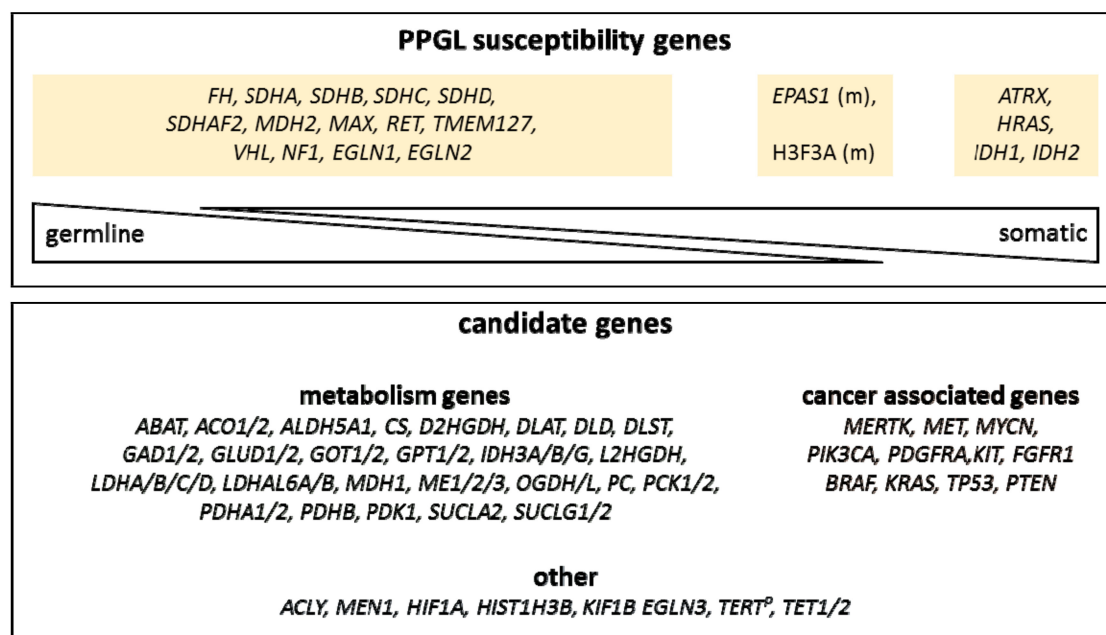 PPGL susceptibility genes
FH, SDHA, SDHB, SDHC, SDHD,
SDHAF2, MDH2, MAX, RET, TMEM127,
VHL, NF1, EGLN1, EGLN2
EPAS1 (m),
H3F3A (m)
ATRX,
HRAS,
IDH1, IDH2
germline
somatic
candidate genes
metabolism genes
ABAT, ACO1/2, ALDH5A1, CS, D2HGDH, DLAT, DLD, DLST,
GAD1/2, GLUD1/2, GOT1/2, GPT1/2, IDH3A/B/G, L2HGDH,
LDHA/B/C/D, LDHAL6A/B, MDH1, ME1/2/3, OGDH/L, PC, PCK1/2,
PDHA1/2, PDHB, PDK1, SUCLA2, SUCLG1/2
cancer associated genes
MERTK, MET, MYCN,
PIK3CA, PDGFRA,KIT, FGFR1
BRAF, KRAS, TP53, PTEN
other
ACLY, MEN1, HIF1A, HIST1H3B, KIF1B EGLN3, TERTᵖ, TET1/2